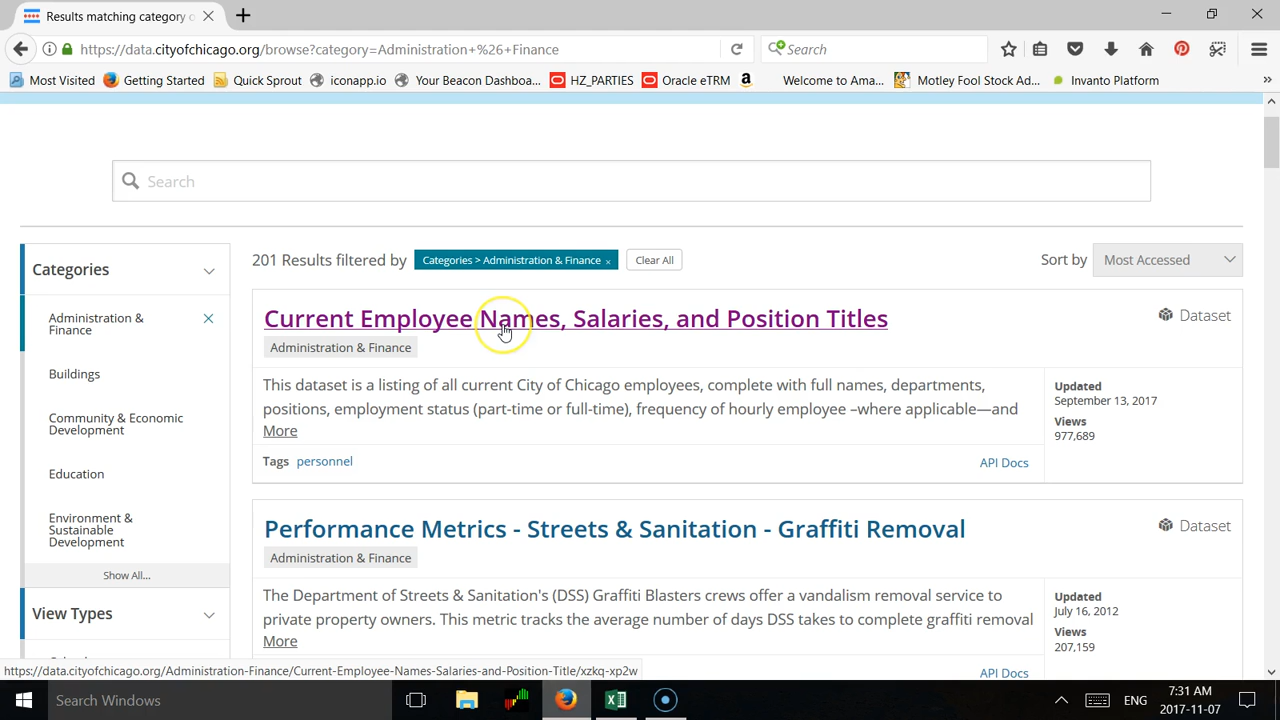 Results matching category o
https://data.cityofchicago.org/browse?category=Administration+%26+Finance
Search
Most Visited
Getting Started
Quick Sprout
iconapp.io
Your Beacon Dashboa...
HZ_PARTIES
Oracle eTRM
Welcome to Ama...
Motley Fool Stock Ad...
Invanto Platform
Search
Categories
201 Results filtered by
Categories > Administration & Finance ×
Clear All
Sort by
Most Accessed
Administration &
Finance
Buildings
Community & Economic
Development
Education
Environment &
Sustainable
Development
Show All...
View Types
Current Employee Names, Salaries, and Position Titles
Dataset
Administration & Finance
This dataset is a listing of all current City of Chicago employees, complete with full names, departments,
positions, employment status (part-time or full-time), frequency of hourly employee –where applicable—and
More
Updated
September 13, 2017
Views
977,689
Tags personnel
API Docs
Performance Metrics - Streets & Sanitation - Graffiti Removal
Dataset
Administration & Finance
The Department of Streets & Sanitation's (DSS) Graffiti Blasters crews offer a vandalism removal service to
private property owners. This metric tracks the average number of days DSS takes to complete graffiti removal
More
Updated
July 16, 2012
Views
207,159
API Docs
https://data.cityofchicago.org/Administration-Finance/Current-Employee-Names-Salaries-and-Position-Title/xzkq-xp2w
Search Windows
ENG
7:31 AM
2017-11-07